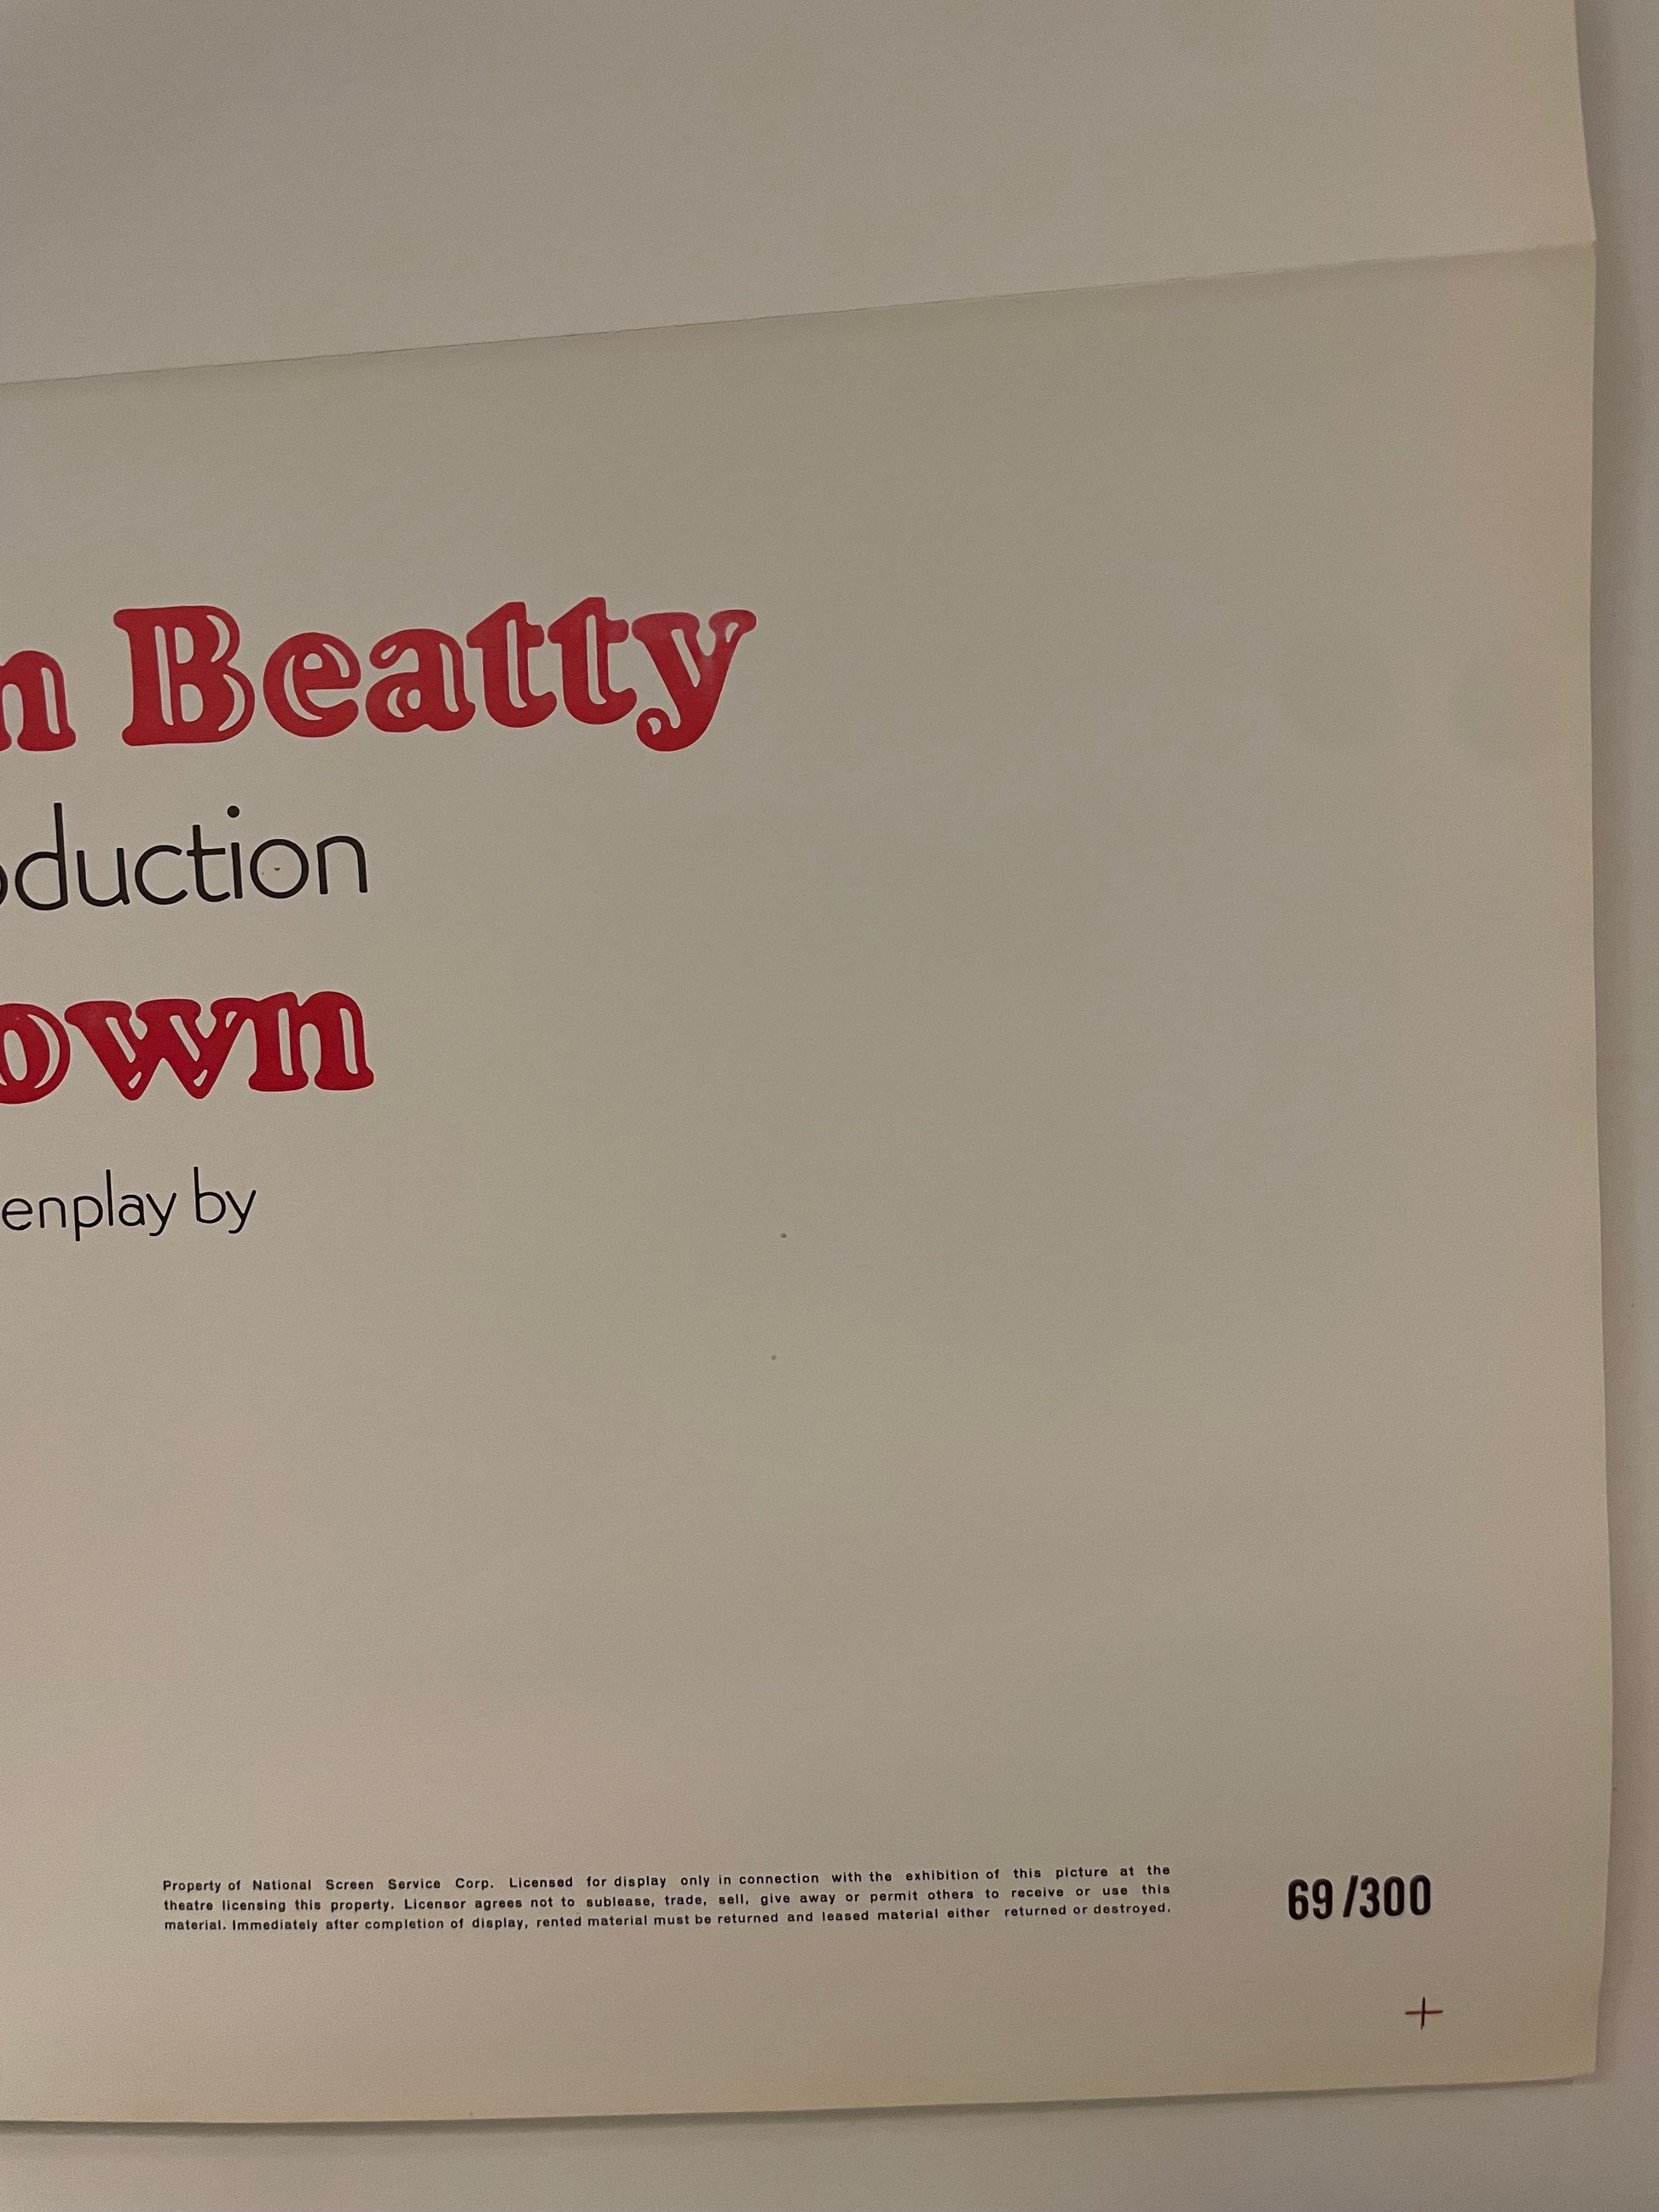 n Beatty
oduction
own
enplay by
Property of National Screen Service Corp. Licensed for display only in connection with the exhibition of this picture at the
theatre licensing this property. Licensor agrees not to sublease, trade, sell, give away or permit others to receive or use this
material. Immediately after completion of display, rented material must be returned and leased material either returned or destroyed.
69/300